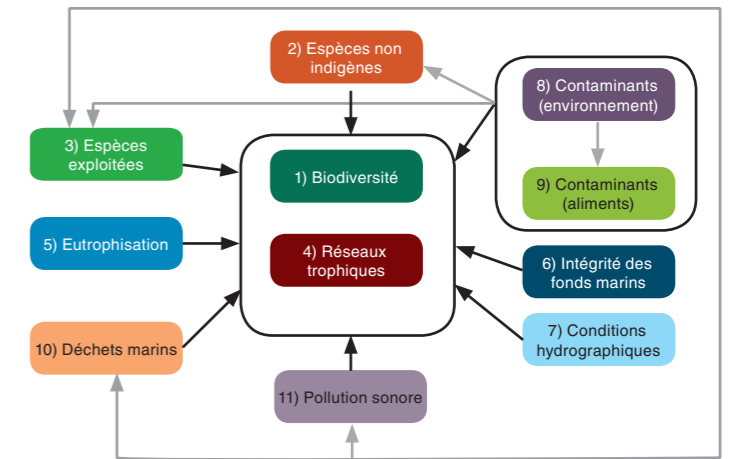 2) Espèces non
indigènes
8) Contaminants
(environnement)
3) Espèces
exploitées
1) Biodiversité
9) Contaminants
(aliments)
5) Eutrophisation
4) Réseaux
trophiques
6) Intégrité des
fonds marins
10) Déchets marins
7) Conditions
hydrographiques
11) Pollution sonore